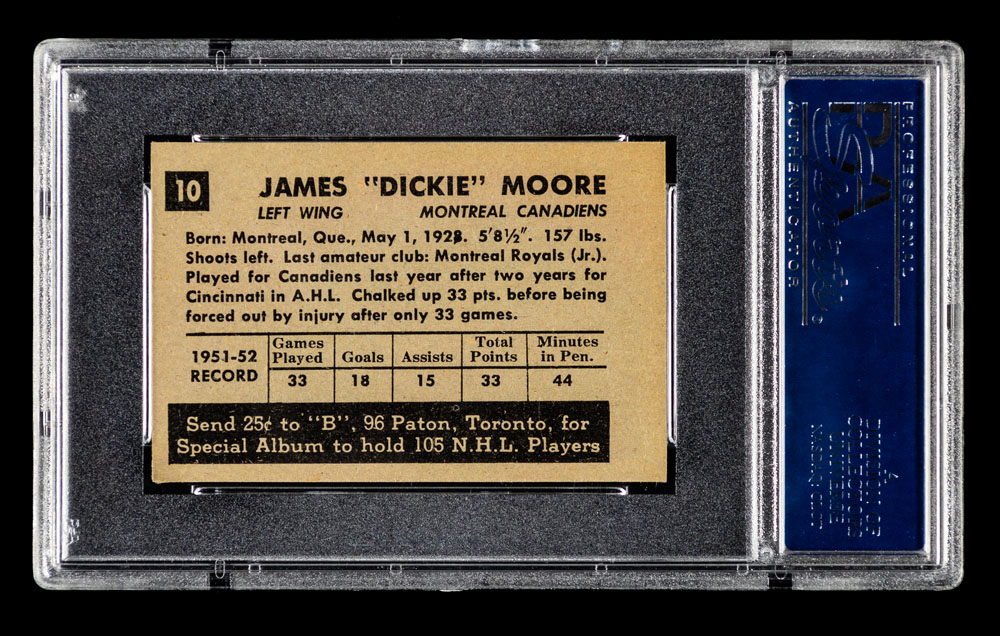 10
JAMES "DICKIE" MOORE
LEFT WING MONTREAL CANADIENS
Born: Montreal, Que., May 1, 1928. 5'8½". 157 lbs.
Shoots left. Last amateur club: Montreal Royals (Jr.).
Played for Canadiens last year after two years for
Cincinnati in A.H.L. Chalked up 33 pts. before being
forced out by injury after only 33 games.
1951-52 RECORD
Games Played Goals Assists Total Points Minutes in Pen.
33 18 15 33 44
Send 25¢ to "B", 96 Paton, Toronto, for
Special Album to hold 105 N.H.L. Players
PROFESSIONAL
PSA
AUTHENTICATOR